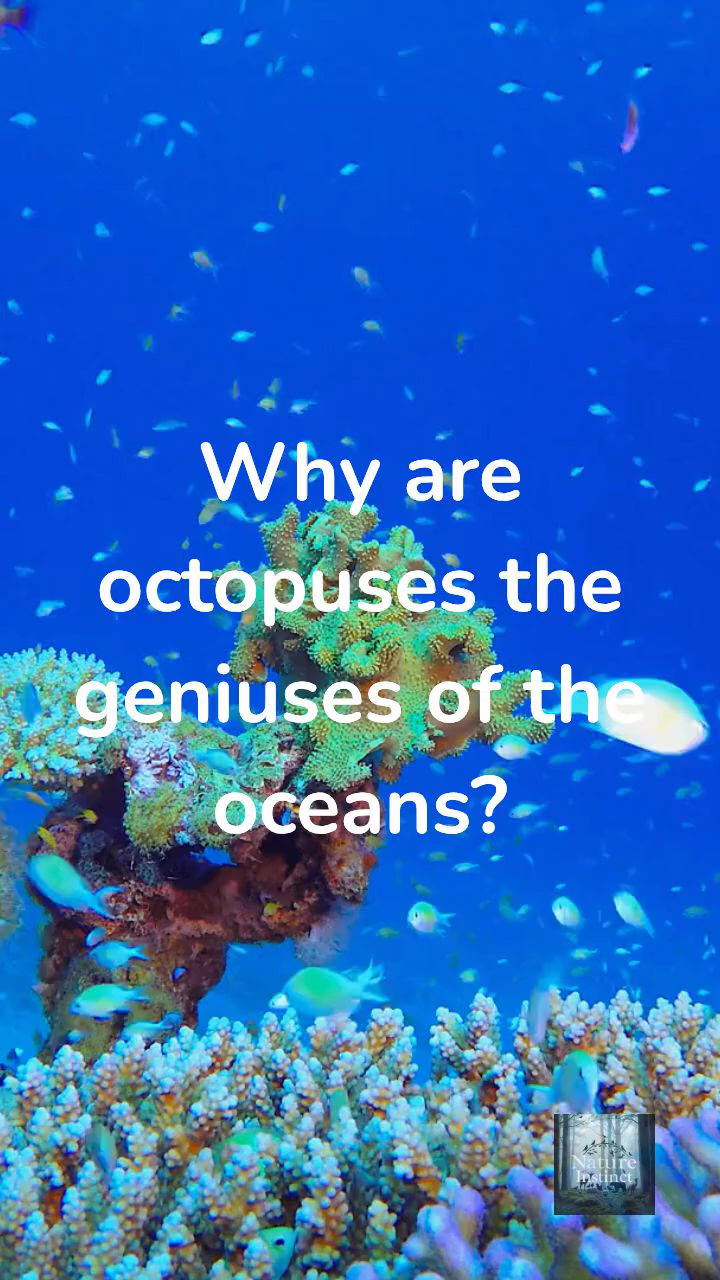 Why are
octopuses the
geniuses of the
oceans?
Nature
Instinct